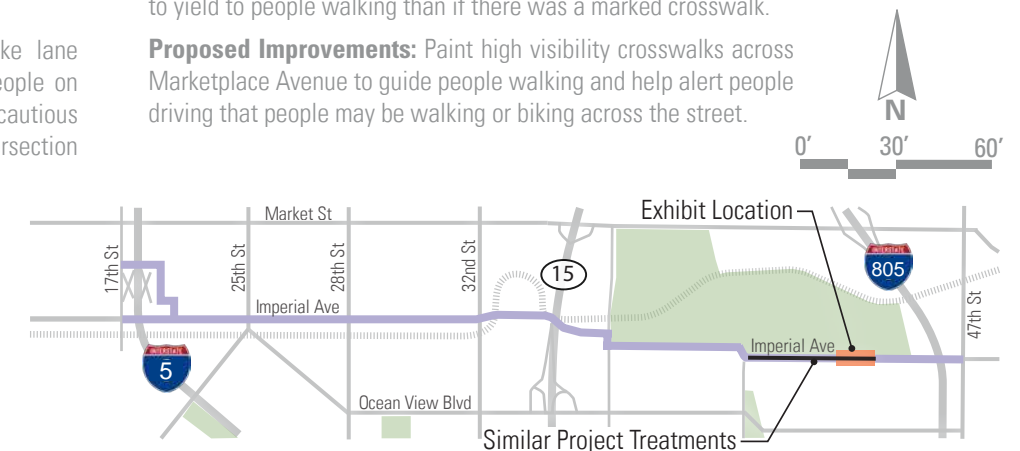 to yield to people walking than if there was a marked crosswalk.
ke lane
eople on
cautious
rsection
Proposed Improvements: Paint high visibility crosswalks across
Marketplace Avenue to guide people walking and help alert people
driving that people may be walking or biking across the street.
N
0’ 30’ 60’
Exhibit Location
Market St
17th St
25th St
28th St
32nd St
15
INTERSTATE
805
47th St
Imperial Ave
Imperial Ave
INTERSTATE
5
Ocean View Blvd
Similar Project Treatments